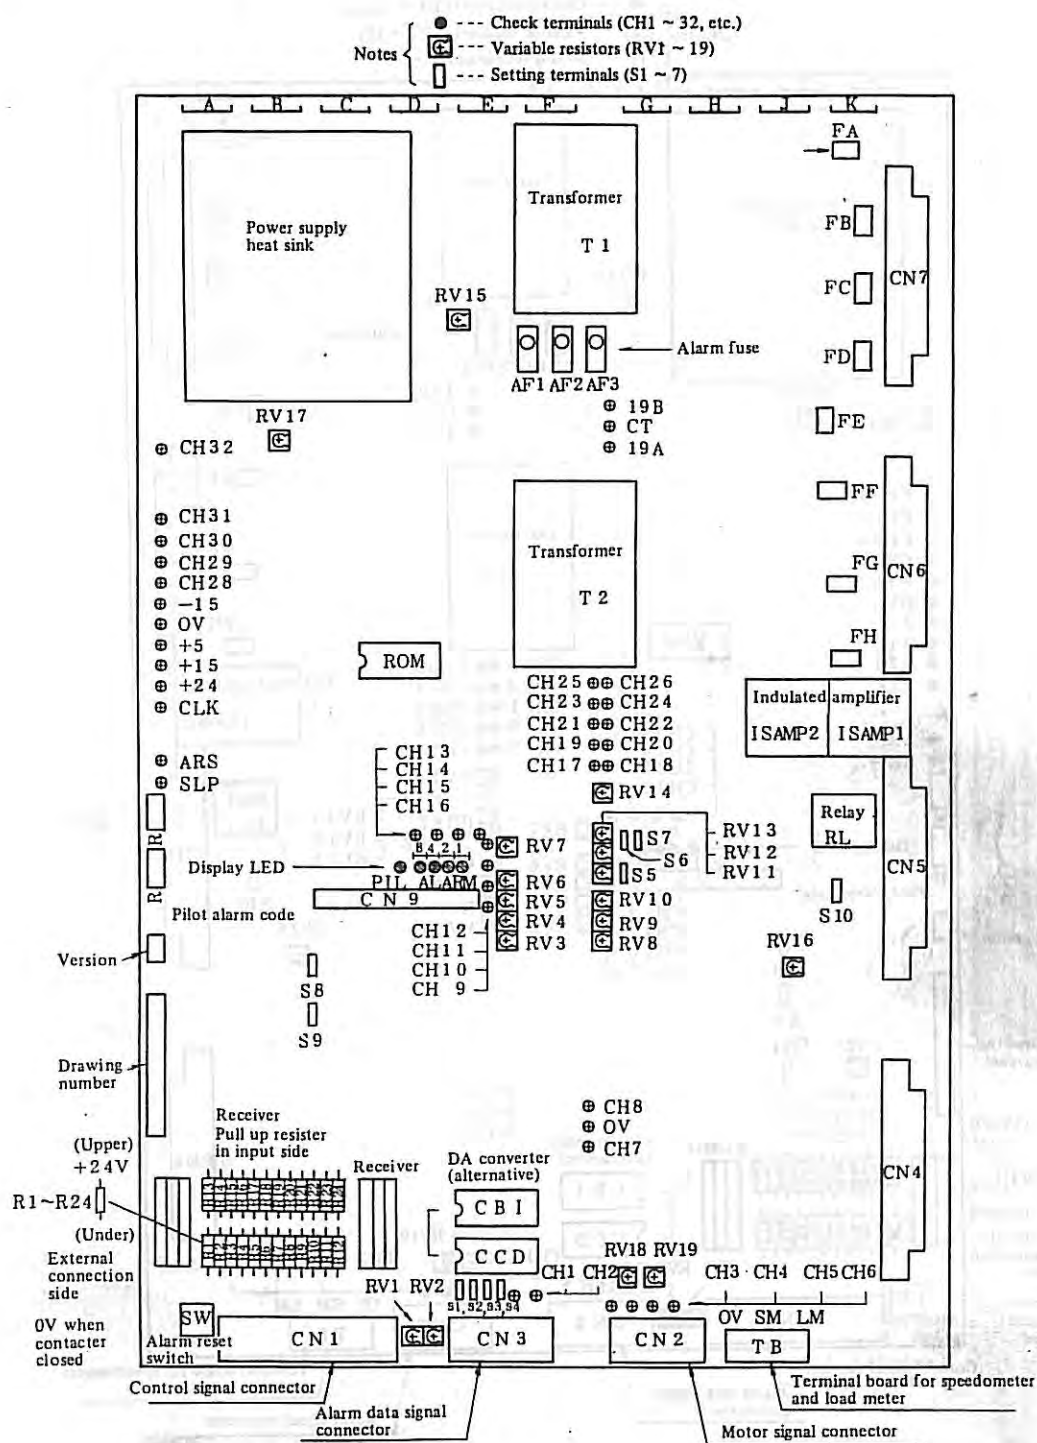 Notes
--- Check terminals (CH1 ~ 32, etc.)
--- Variable resistors (RV1 ~ 19)
--- Setting terminals (S1 ~ 7)
A B C D E F G H J K
FA
Transformer
T 1
Power supply
heat sink
FB
CN7
FC
RV15
Alarm fuse
FD
AF1 AF2 AF3
19B
RV17
CT
FE
CH32
19A
FF
CH31
CH30
CH29
CH28
-15
0V
+5
+15
+24
CLK
Transformer
T 2
FG
CN6
FH
ROM
CH25 CH26
CH23 CH24
CH21 CH22
CH19 CH20
CH17 CH18
Indulated amplifier
ISAMP2 ISAMP1
ARS
SLP
CH13
CH14
CH15
CH16
RV14
Relay
RL
R
8 4 2 1
RV7
S7
S6
S5
RV13
RV12
RV11
CN5
Display LED
PIL ALARM
R
CN9
RV6
RV5
RV4
RV3
RV10
RV9
RV8
S10
Pilot alarm code
CH12
CH11
CH10
CH 9
RV16
Version
S8
S9
Drawing
number
CH8
0V
CH7
Receiver
Pull up resister
in input side
(Upper)
+24V
R1~R24
(Under)
External
connection
side
Receiver
DA converter
(alternative)
CBI
CCD
CN4
RV18 RV19
RV1 RV2
S1, S2, S3, S4
CH1 CH2
CH3 CH4 CH5 CH6
0V SM LM
SW
0V when
contacter
closed
Alarm reset
switch
CN1
CN3
CN2
TB
Control signal connector
Alarm data signal
connector
Terminal board for speedometer
and load meter
Motor signal connector